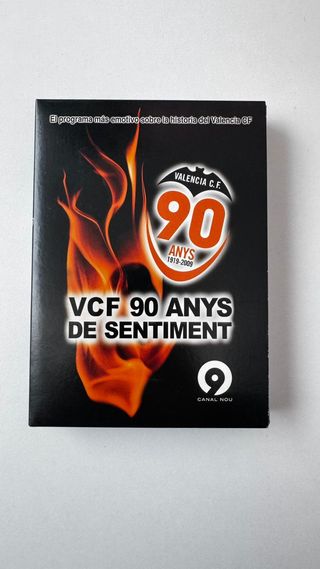 El programa más emotivo sobre la historia del Valencia CF
VALENCIA C.F.
90
ANYS
1919-2009
VCF 90 ANYS
DE SENTIMENT
9
CANAL NOU